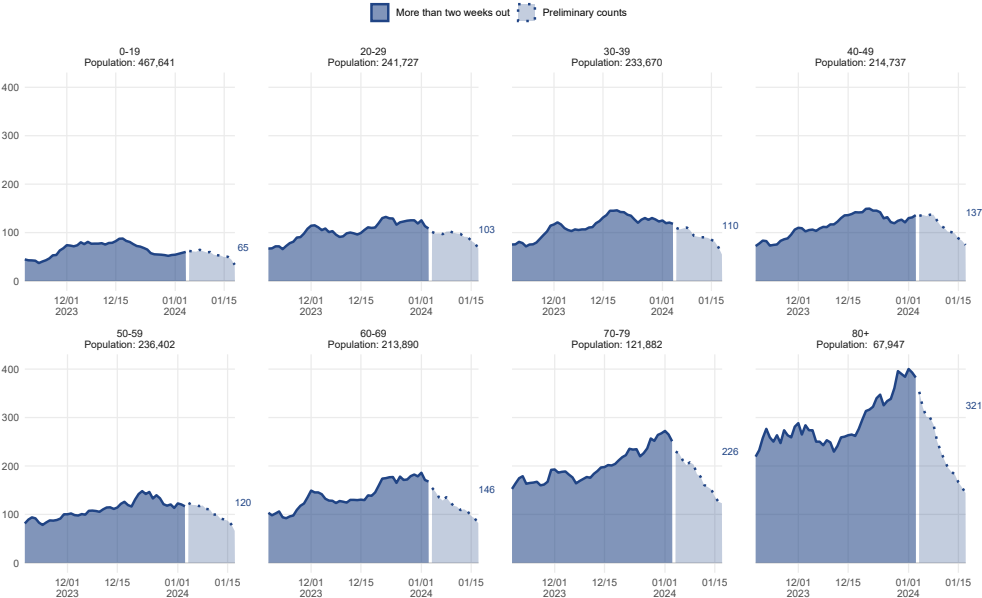 More than two weeks out  Preliminary counts
0-19
Population: 467,641
20-29
Population: 241,727
30-39
Population: 233,670
40-49
Population: 214,737
400
300
200
100
0
65
103
110
137
12/01 12/15 01/01 01/15
2023 2024
12/01 12/15 01/01 01/15
2023 2024
12/01 12/15 01/01 01/15
2023 2024
12/01 12/15 01/01 01/15
2023 2024
50-59
Population: 236,402
60-69
Population: 213,890
70-79
Population: 121,882
80+
Population: 67,947
400
300
200
100
0
120
146
226
321
12/01 12/15 01/01 01/15
2023 2024
12/01 12/15 01/01 01/15
2023 2024
12/01 12/15 01/01 01/15
2023 2024
12/01 12/15 01/01 01/15
2023 2024